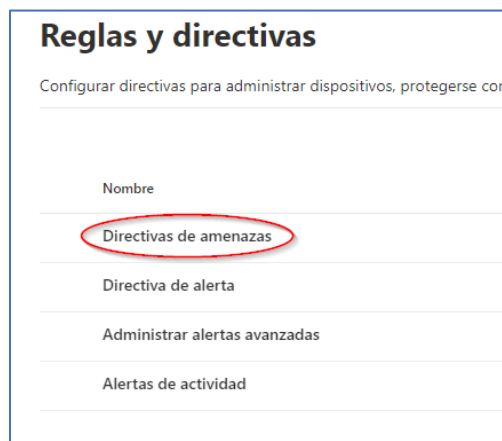 Reglas y directivas
Configurar directivas para administrar dispositivos, protegerse
Nombre
Directivas de amenazas
Directiva de alerta
Administrar alertas avanzadas
Alertas de actividad